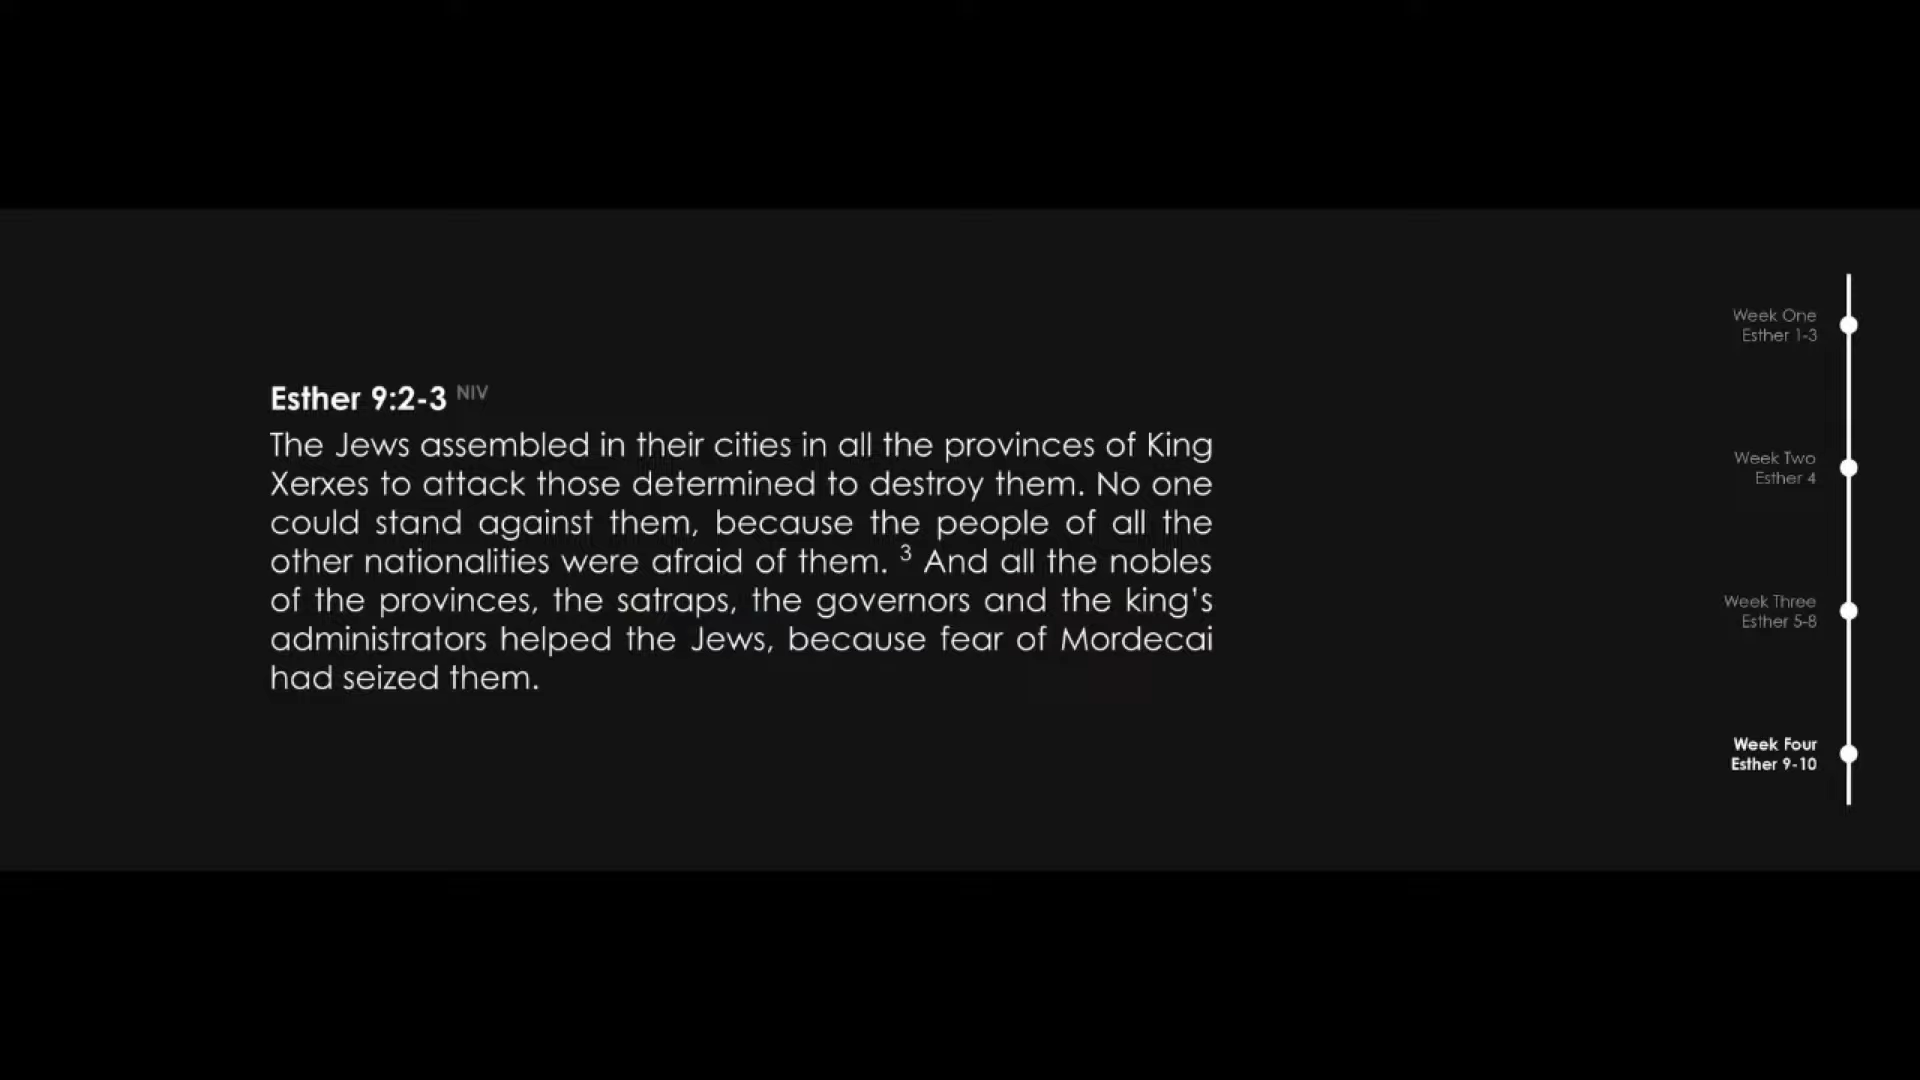 Esther 9:2-3 NIV
The Jews assembled in their cities in all the provinces of King
Xerxes to attack those determined to destroy them. No one
could stand against them, because the people of all the
other nationalities were afraid of them. 3 And all the nobles
of the provinces, the satraps, the governors and the king’s
administrators helped the Jews, because fear of Mordecai
had seized them.
Week One
Esther 1-3
Week Two
Esther 4
Week Three
Esther 5-8
Week Four
Esther 9-10